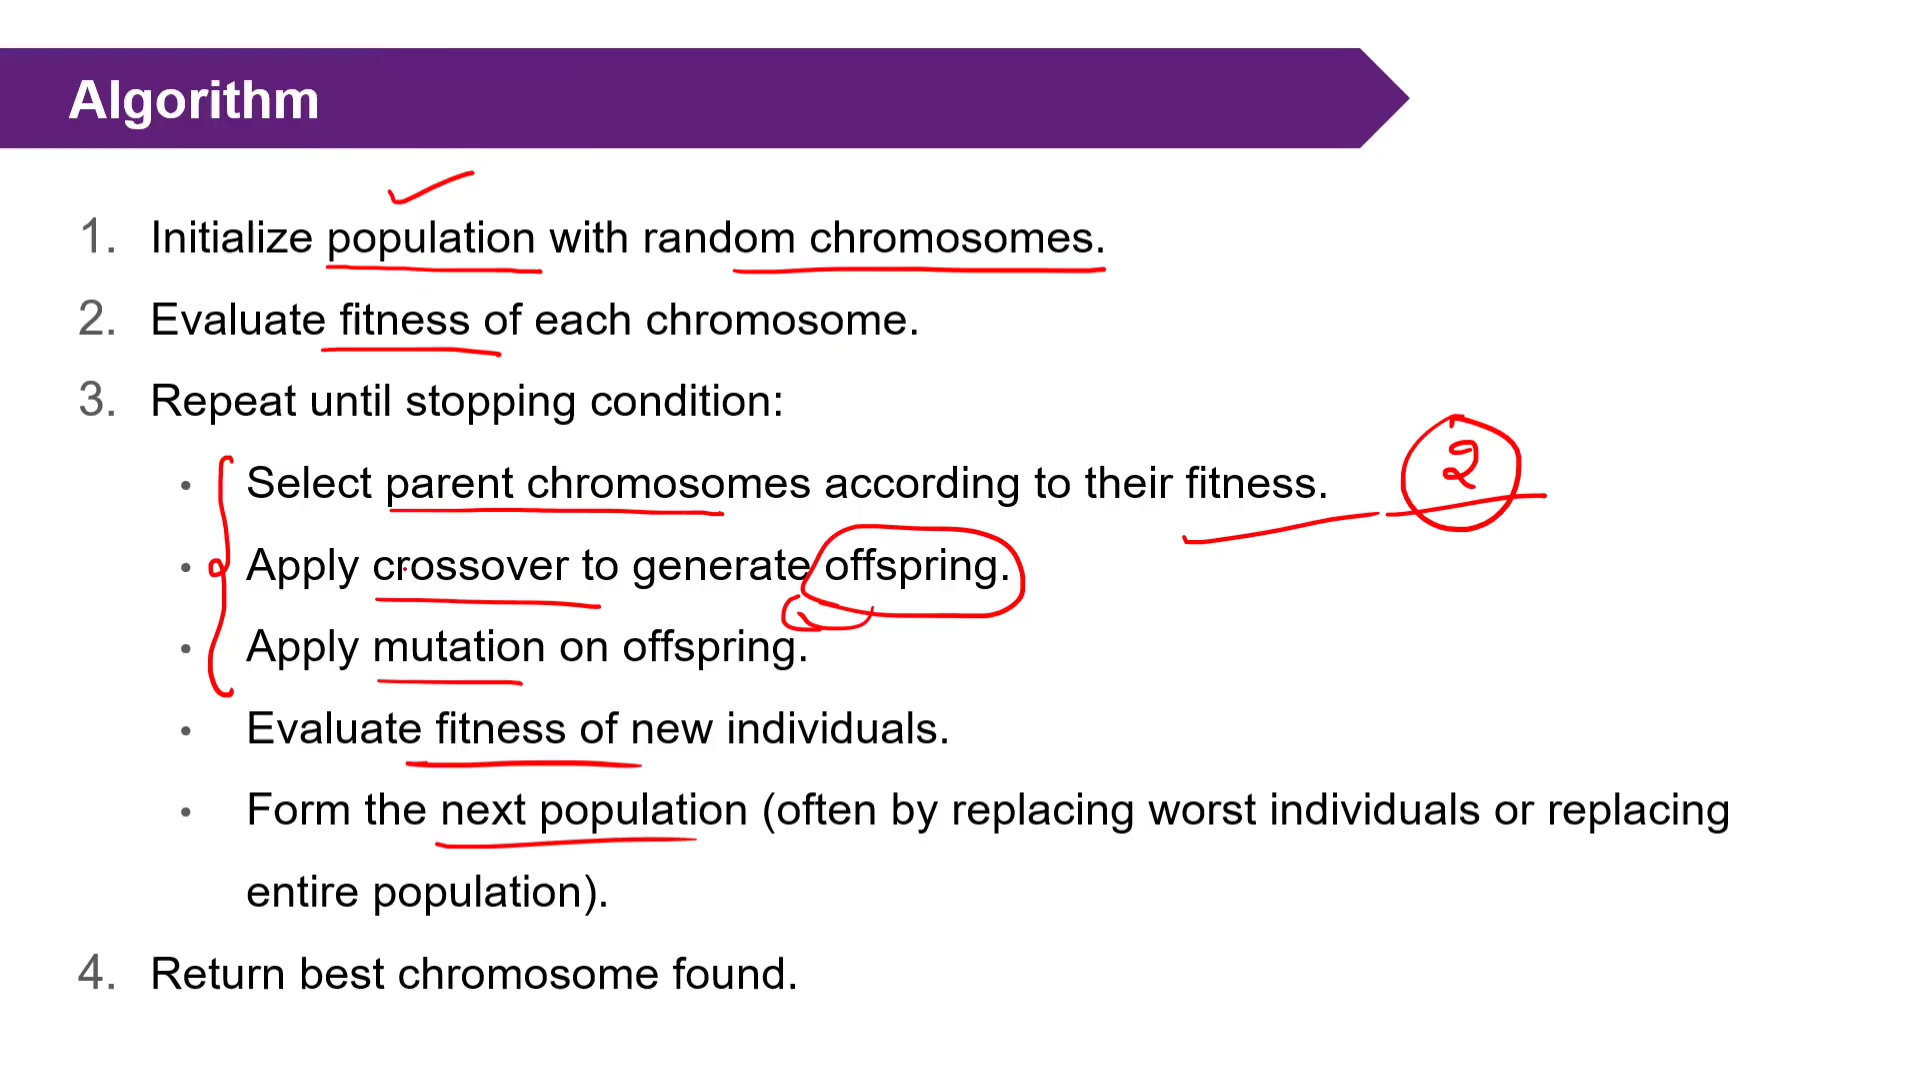 Algorithm
1. Initialize population with random chromosomes.
2. Evaluate fitness of each chromosome.
3. Repeat until stopping condition:
• Select parent chromosomes according to their fitness. 2
• Apply crossover to generate offspring.
• Apply mutation on offspring.
• Evaluate fitness of new individuals.
• Form the next population (often by replacing worst individuals or replacing
entire population).
4. Return best chromosome found.